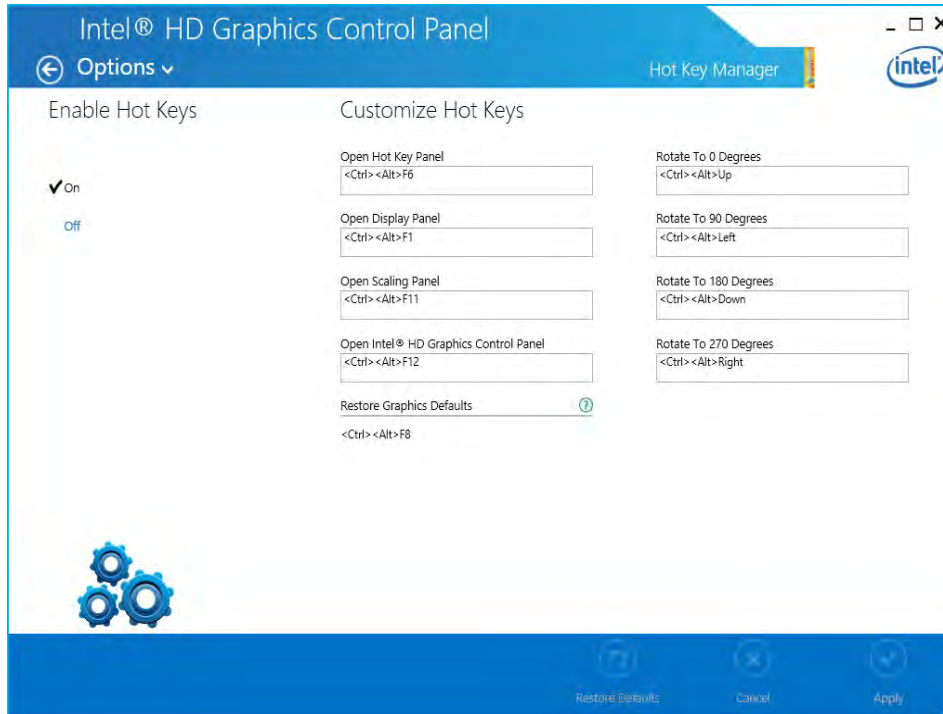 Intel® HD Graphics Control Panel
Options
Hot Key Manager
intel
Enable Hot Keys
On
Off
Customize Hot Keys
Open Hot Key Panel
<Ctrl><Alt>F6
Open Display Panel
<Ctrl><Alt>F1
Open Scaling Panel
<Ctrl><Alt>F11
Open Intel® HD Graphics Control Panel
<Ctrl><Alt>F12
Restore Graphics Defaults
?
<Ctrl><Alt>F8
Rotate To 0 Degrees
<Ctrl><Alt>Up
Rotate To 90 Degrees
<Ctrl><Alt>Left
Rotate To 180 Degrees
<Ctrl><Alt>Down
Rotate To 270 Degrees
<Ctrl><Alt>Right
Restore Defaults
Cancel
Apply